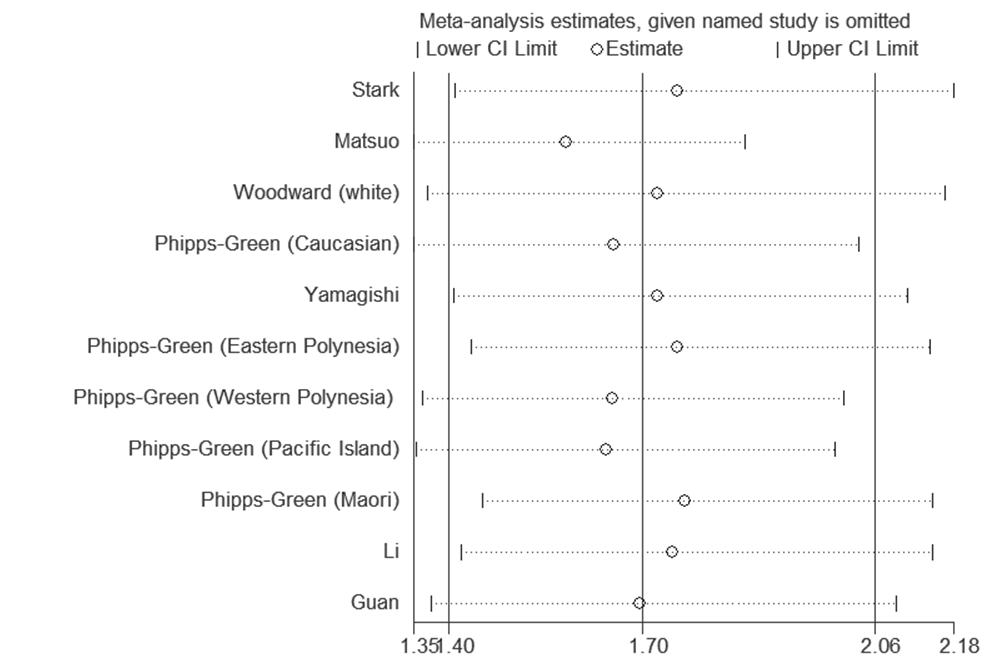 Meta-analysis estimates, given named study is omitted
| Lower CI Limit ○Estimate | Upper CI Limit
Stark
Matsuo
Woodward (white)
Phipps-Green (Caucasian)
Yamagishi
Phipps-Green (Eastern Polynesia)
Phipps-Green (Western Polynesia)
Phipps-Green (Pacific Island)
Phipps-Green (Maori)
Li
Guan
1.35 1.40 1.70 2.06 2.18